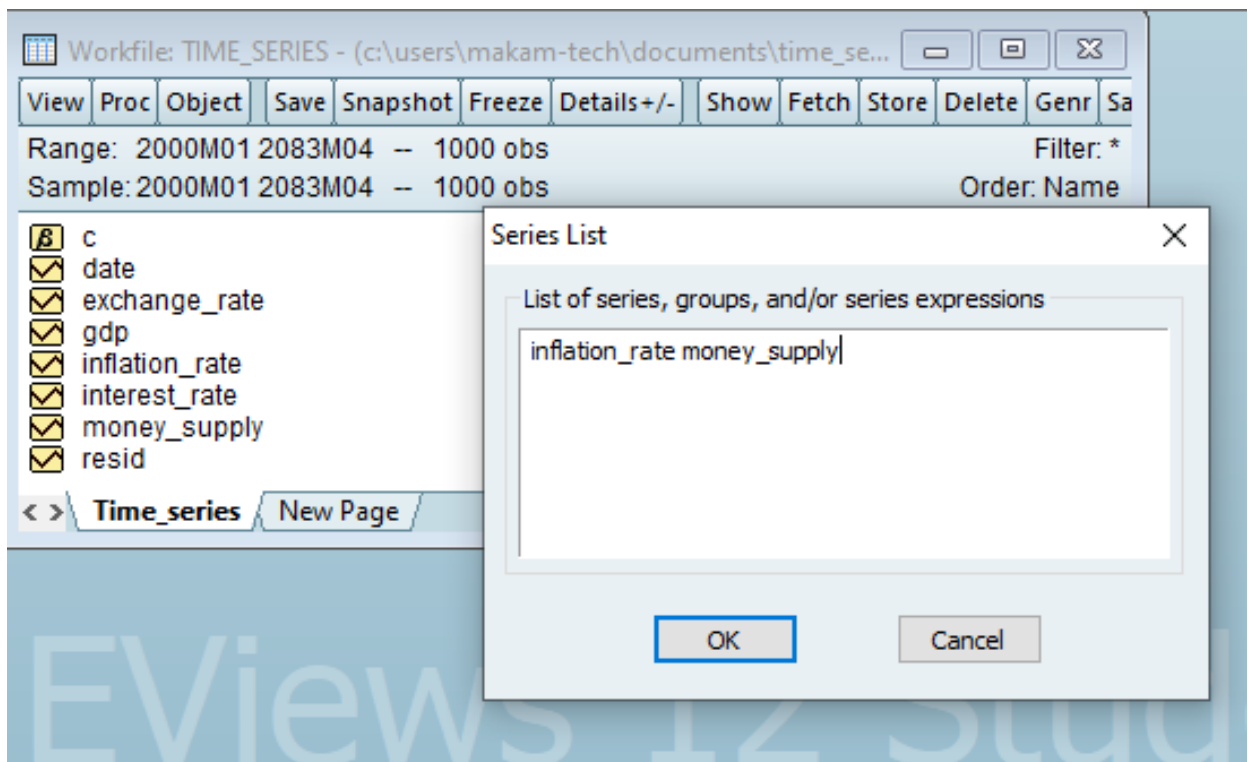 Workfile: TIME_SERIES - (c:\users\makam-tech\documents\time_se...
View Proc Object Save Snapshot Freeze Details+/- Show Fetch Store Delete Genr Sa
Range: 2000M01 2083M04 -- 1000 obs Filter: *
Sample: 2000M01 2083M04 -- 1000 obs Order: Name
β c
date
exchange_rate
gdp
inflation_rate
interest_rate
money_supply
resid
< > Time_series New Page
Series List
List of series, groups, and/or series expressions
inflation_rate money_supply
OK Cancel
EViews 12 Stud